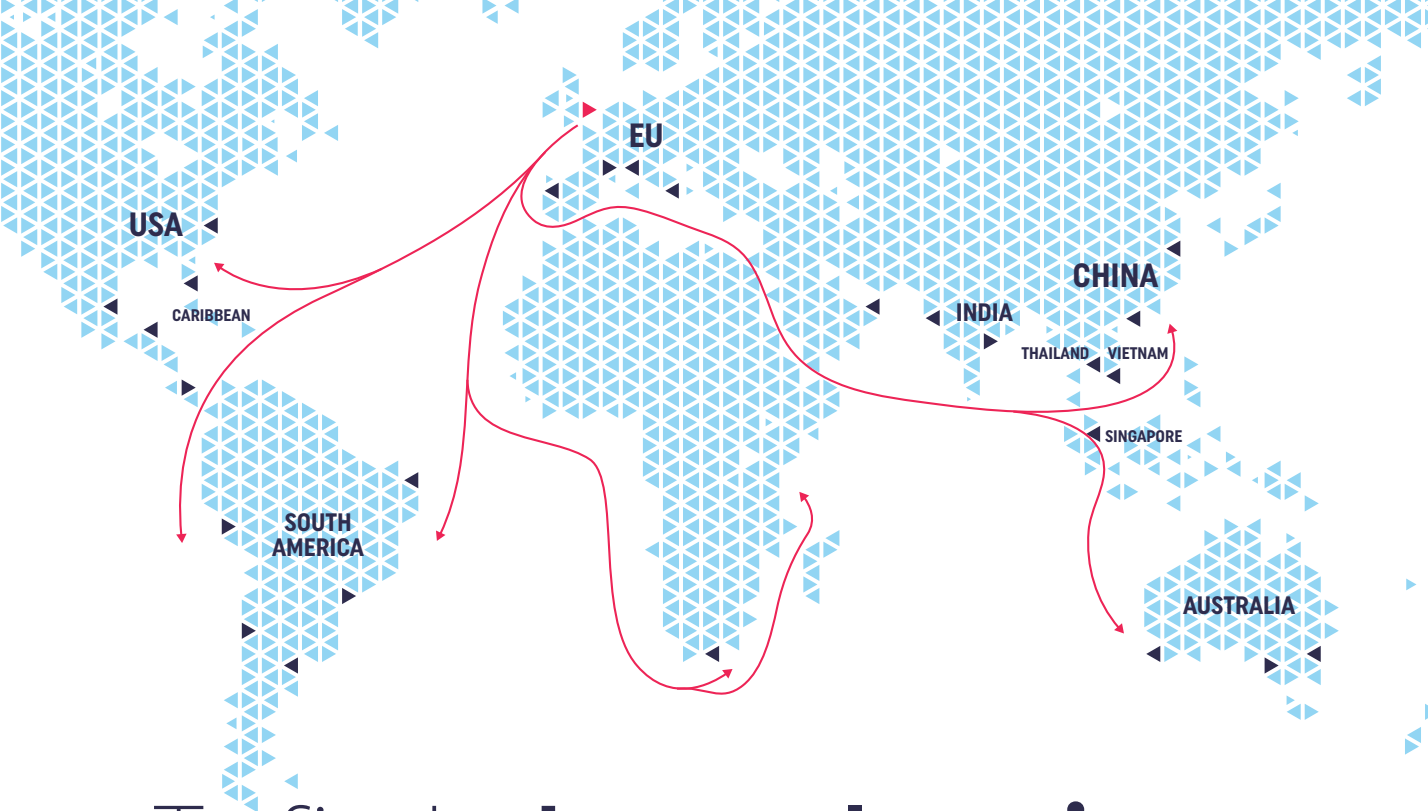 EU
USA
CHINA
CARIBBEAN
INDIA
THAILAND VIETNAM
SINGAPORE
SOUTH
AMERICA
AUSTRALIA